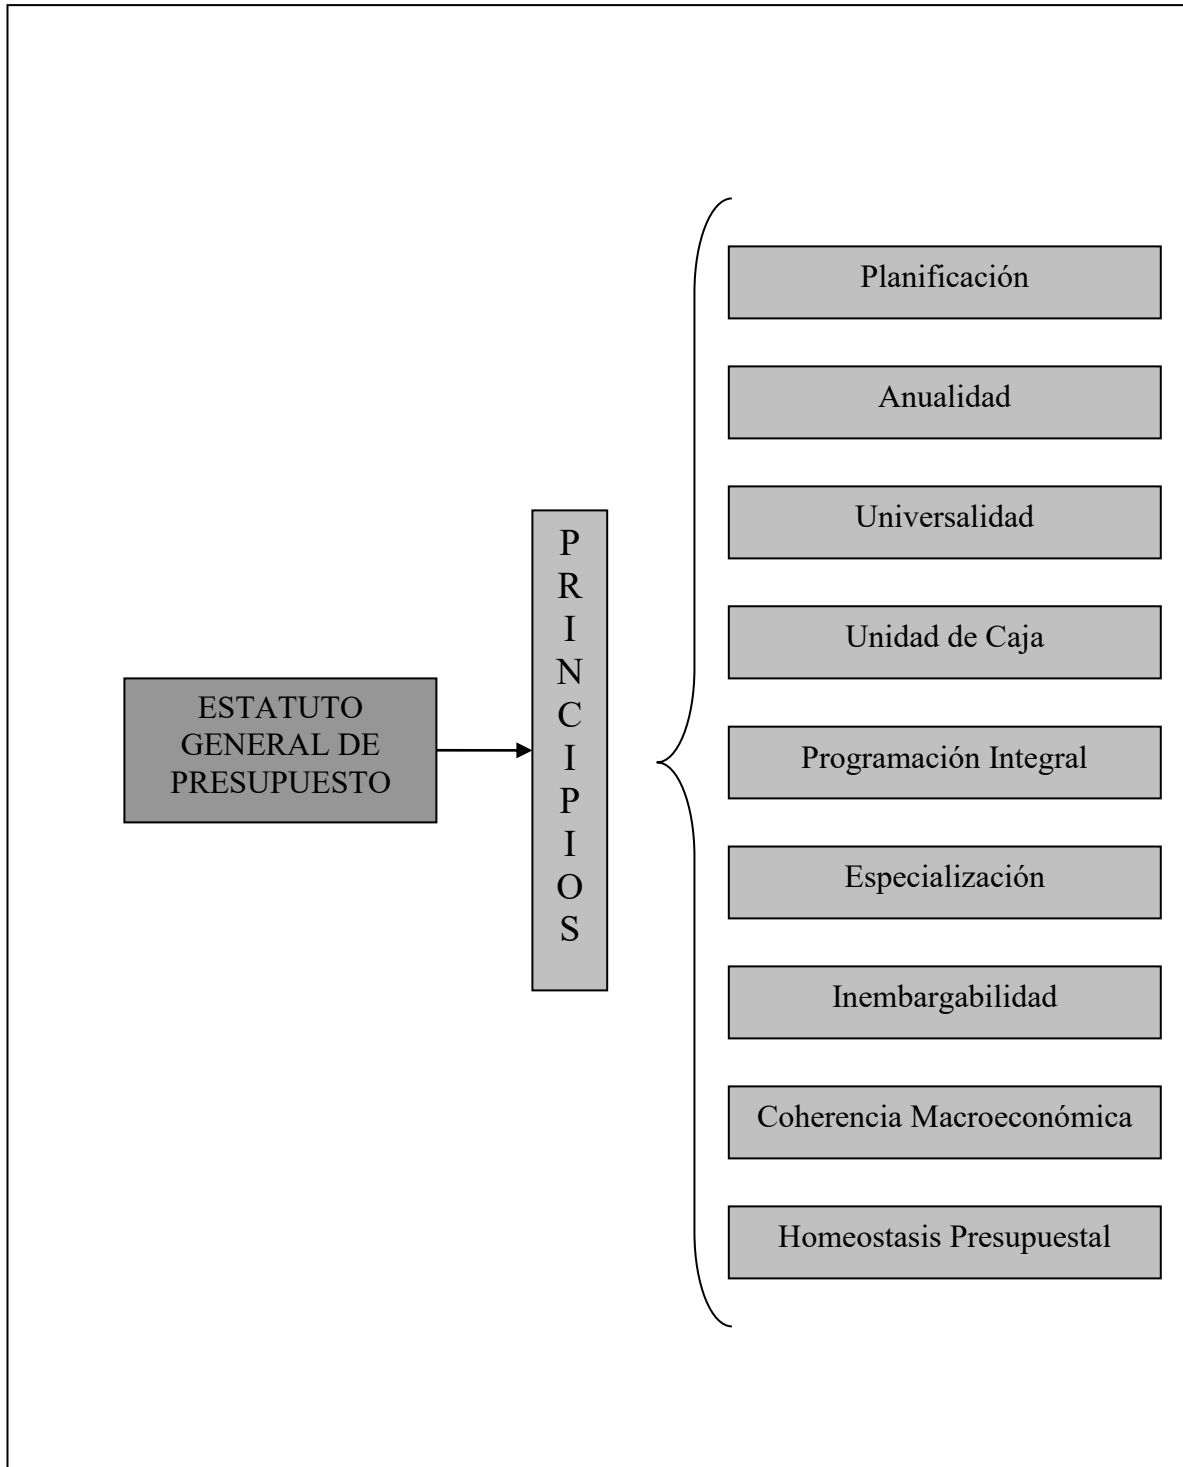 ESTATUTO
GENERAL DE
PRESUPUESTO
P
R
I
N
C
I
P
I
O
S
Planificación
Anualidad
Universalidad
Unidad de Caja
Programación Integral
Especialización
Inembargabilidad
Coherencia Macroeconómica
Homeostasis Presupuestal